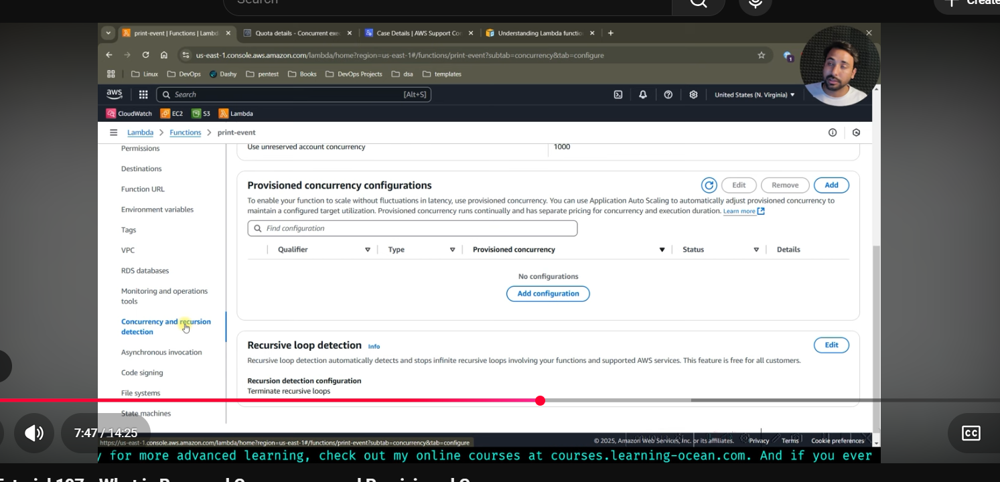 Search
Create
print-event | Functions | Lambd
Quota details - Concurrent exec
Case Details | AWS Support Con
Understanding Lambda functio
us-east-1.console.aws.amazon.com/lambda/home?region=us-east-1#/functions/print-event?subtab=concurrency&tab=configure
Linux
DevOps
Dashy
pentest
Books
DevOps Projects
dsa
templates
aws
Search
[Alt+S]
United States (N. Virginia)
CloudWatch
EC2
S3
Lambda
Lambda > Functions > print-event
Permissions
Destinations
Function URL
Environment variables
Tags
VPC
RDS databases
Monitoring and operations
tools
Concurrency and recursion
detection
Asynchronous invocation
Code signing
File systems
State machines
Use unreserved account concurrency
1000
Provisioned concurrency configurations
Edit
Remove
Add
To enable your function to scale without fluctuations in latency, use provisioned concurrency. You can use Application Auto Scaling to automatically adjust provisioned concurrency to
maintain a configured target utilization. Provisioned concurrency runs continually and has separate pricing for concurrency and execution duration. Learn more
Find configuration
Qualifier
Type
Provisioned concurrency
Status
Details
No configurations
Add configuration
Recursive loop detection Info
Edit
Recursive loop detection automatically detects and stops infinite recursive loops involving your functions and supported AWS services. This feature is free for all customers.
Recursion detection configuration
Terminate recursive loops
7:47 / 14:25
CC
https://us-east-1.console.aws.amazon.com/lambda/home?region=us-east-1#/functions/print-event?subtab=concurrency&tab=configure
© 2025, Amazon Web Services, Inc. or its affiliates.
Privacy
Terms
Cookie preferences
y for more advanced learning, check out my online courses at courses.learning-ocean.com. And if you ever